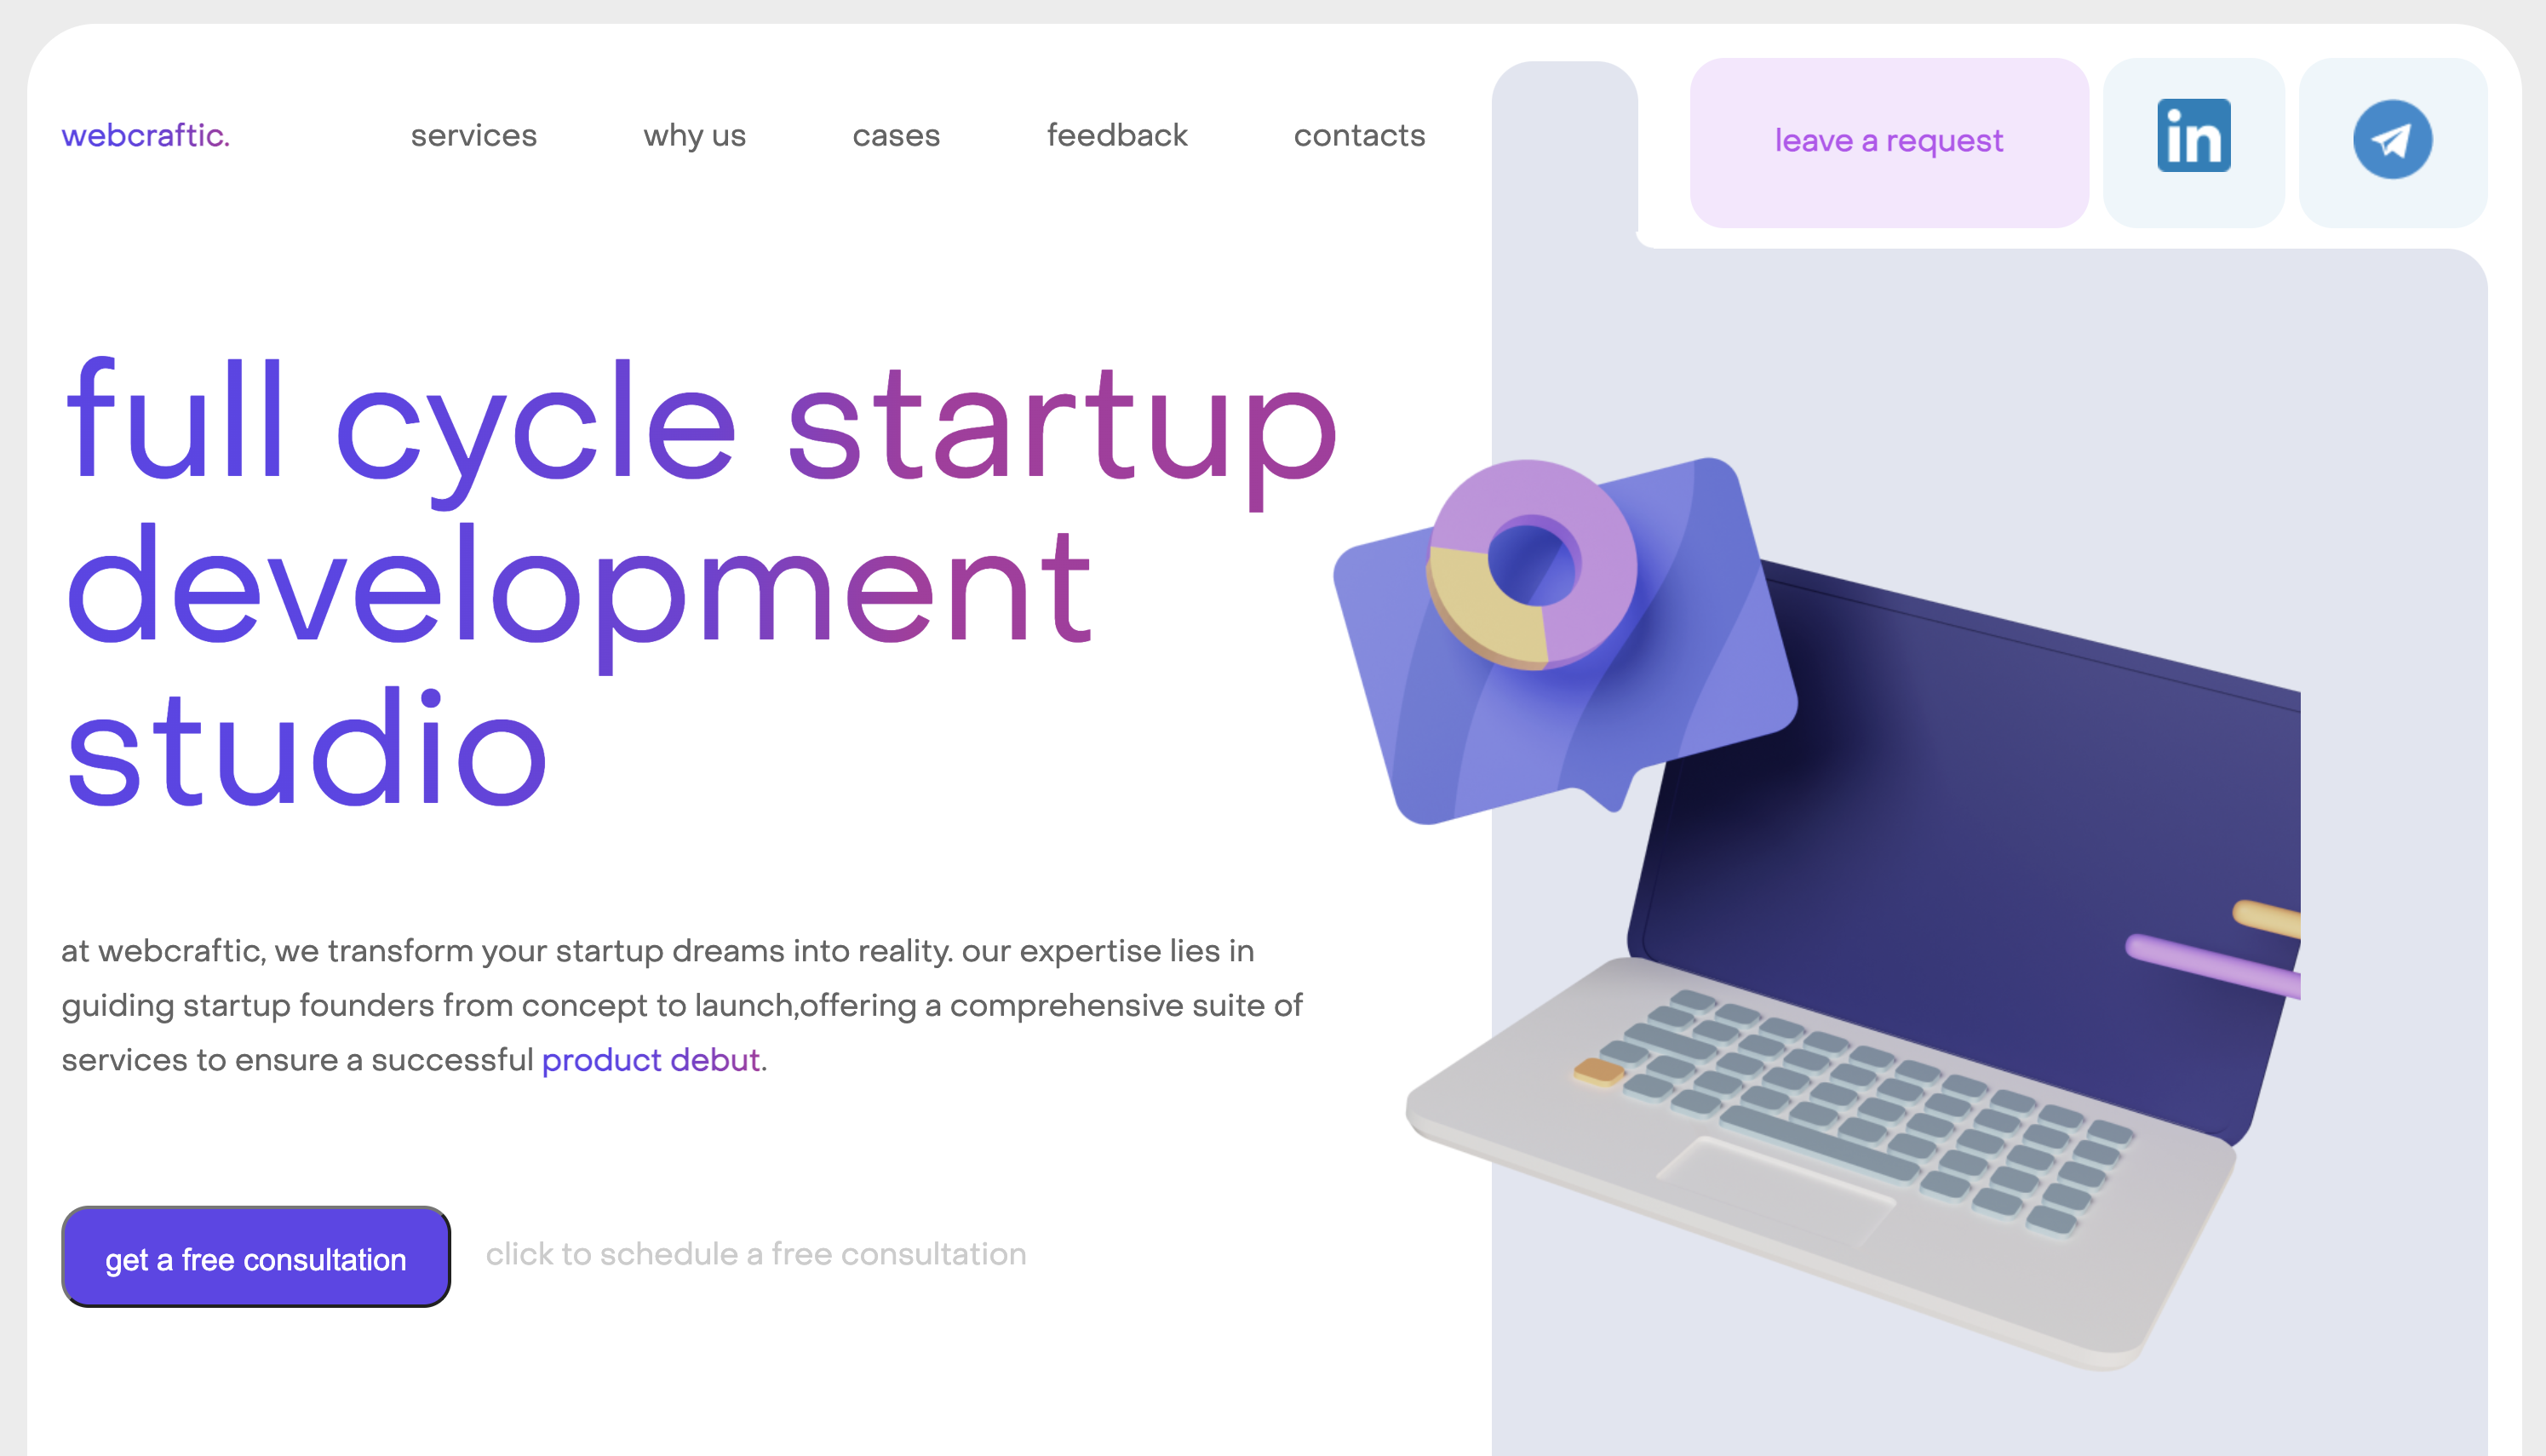 webcraftic.
services
why us
cases
feedback
contacts
leave a request
in
full cycle startup
development
studio
at webcraftic, we transform your startup dreams into reality. our expertise lies in
guiding startup founders from concept to launch,offering a comprehensive suite of
services to ensure a successful product debut.
get a free consultation
click to schedule a free consultation